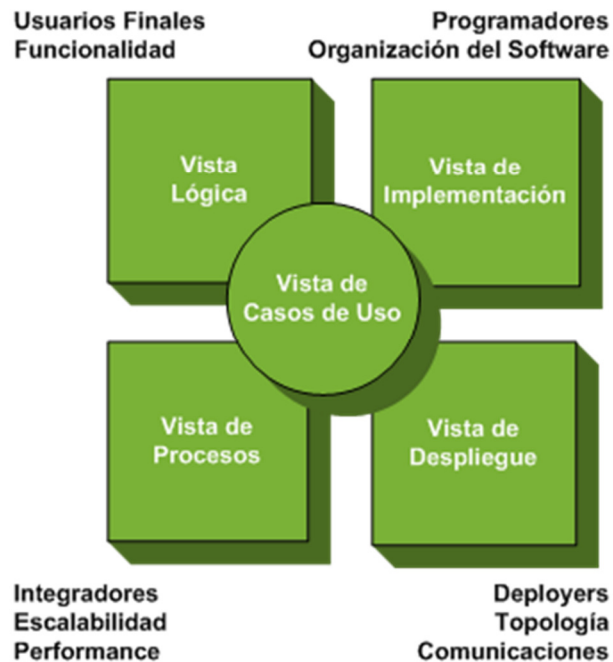 Usuarios Finales
Funcionalidad
Programadores
Organización del Software
Vista
Lógica
Vista de
Implementación
Vista de
Casos de Uso
Vista de
Procesos
Vista de
Despliegue
Integradores
Escalabilidad
Performance
Deployers
Topología
Comunicaciones